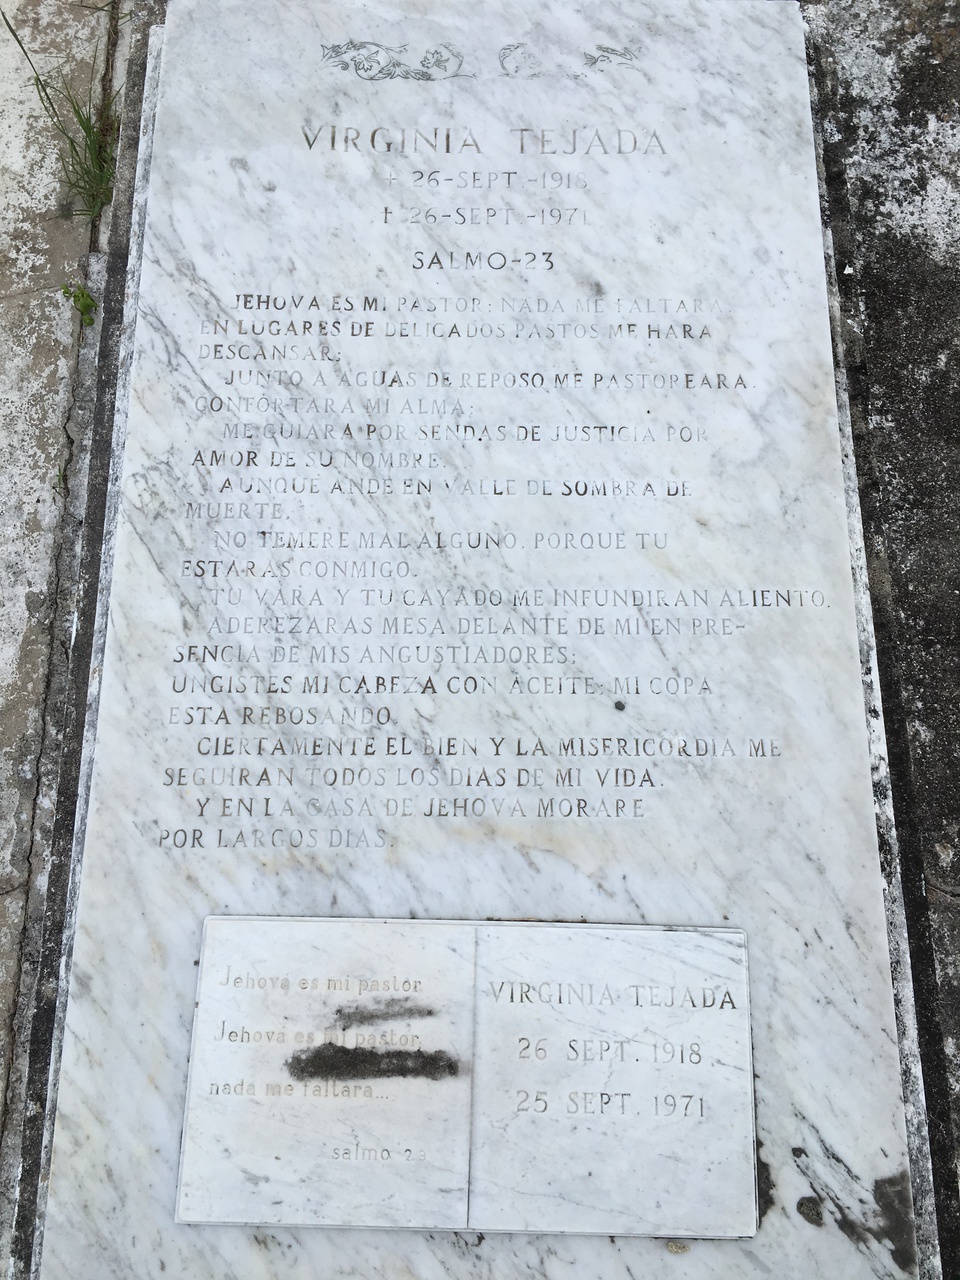 VIRGINIA TEJADA
+ 26-SEPT.-1918
† 26-SEPT.-1971
SALMO-23
JEHOVA ES MI PASTOR: NADA ME FALTARA.
EN LUGARES DE DELICADOS PASTOS ME HARA
DESCANSAR:
JUNTO A AGUAS DE REPOSO ME PASTOREARA.
CONFORTARA MI ALMA:
ME GUIARA POR SENDAS DE JUSTICIA POR
AMOR DE SU NOMBRE.
AUNQUE ANDE EN VALLE DE SOMBRA DE
MUERTE,
NO TEMERE MAL ALGUNO, PORQUE TU
ESTARAS CONMIGO.
TU VARA Y TU CAYADO ME INFUNDIRAN ALIENTO.
ADEREZARAS MESA DELANTE DE MI EN PRE-
SENCIA DE MIS ANGUSTIADORES:
UNGISTES MI CABEZA CON ACEITE: MI COPA
ESTA REBOSANDO.
CIERTAMENTE EL BIEN Y LA MISERICORDIA ME
SEGUIRAN TODOS LOS DIAS DE MI VIDA.
Y EN LA CASA DE JEHOVA MORARE
POR LARGOS DIAS.
Jehová es mi pastor
Jehova es mi pastor,
nada me faltara...
salmo 23
VIRGINIA TEJADA
26 SEPT. 1918
25 SEPT. 1971